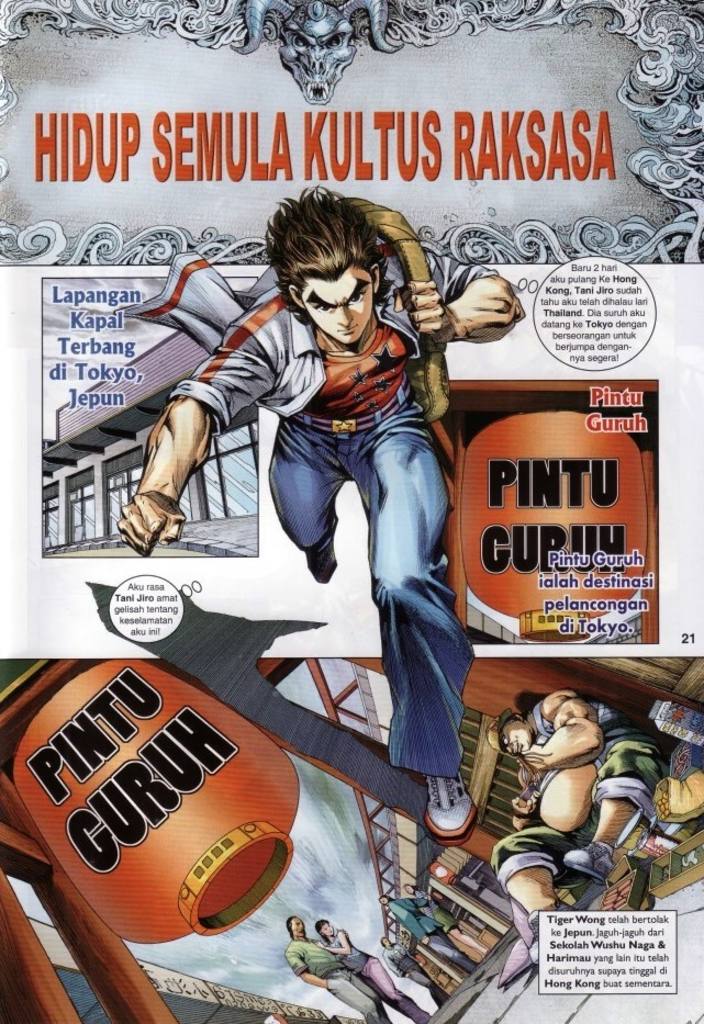 HIDUP SEMULA KULTUS RAKSASA
Lapangan
Kapal
Terbang
di Tokyo,
Jepun
Baru 2 hari
aku pulang Ke Hong
Kong, Tani Jiro sudah
tahu aku telah dihalau lari
Thailand. Dia suruh aku
datang ke Tokyo dengan
berseorangan untuk
berjumpa dengan-
nya segera!
Pintu
Guruh
PINTU
GURUH
Pintu Guruh
ialah destinasi
pelancongan
di Tokyo.
Aku rasa
Tani Jiro amat
gelisah tentang
keselamatan
aku ini!
21
PINTU
GURUH
Tiger Wong telah bertolak
ke Jepun. Jaguh-jaguh dari
Sekolah Wushu Naga &
Harimau yang lain itu telah
disuruhnya supaya tinggal di
Hong Kong buat sementara.